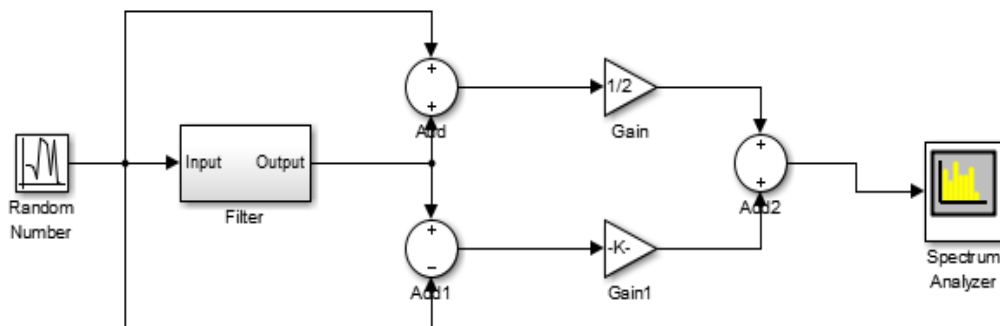 +
+
Add
1/2
Gain
Random
Number
Input
Output
Filter
+
+
Add2
+
−
Add1
-K-
Gain1
Spectrum
Analyzer